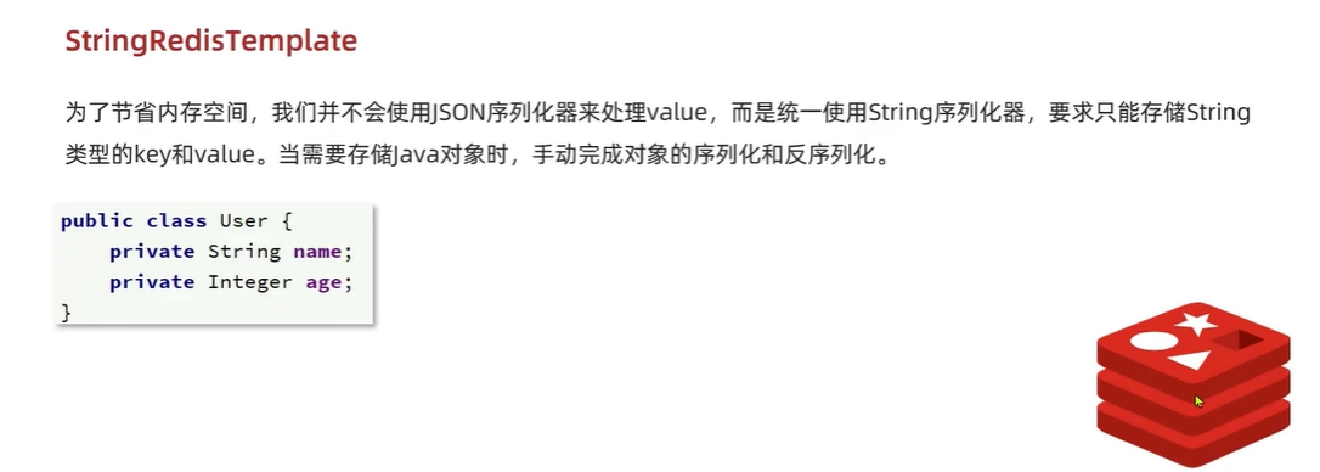 StringRedisTemplate
为了节省内存空间，我们并不会使用JSON序列化器来处理value，而是统一使用String序列化器，要求只能存储String
类型的key和value。当需要存储Java对象时，手动完成对象的序列化和反序列化。
public class User {
    private String name;
    private Integer age;
}